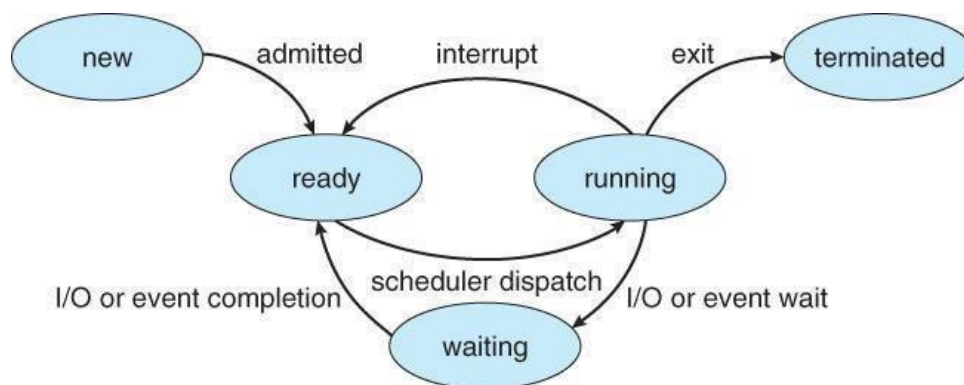 new
admitted
interrupt
exit
terminated
ready
running
I/O or event completion
scheduler dispatch
I/O or event wait
waiting